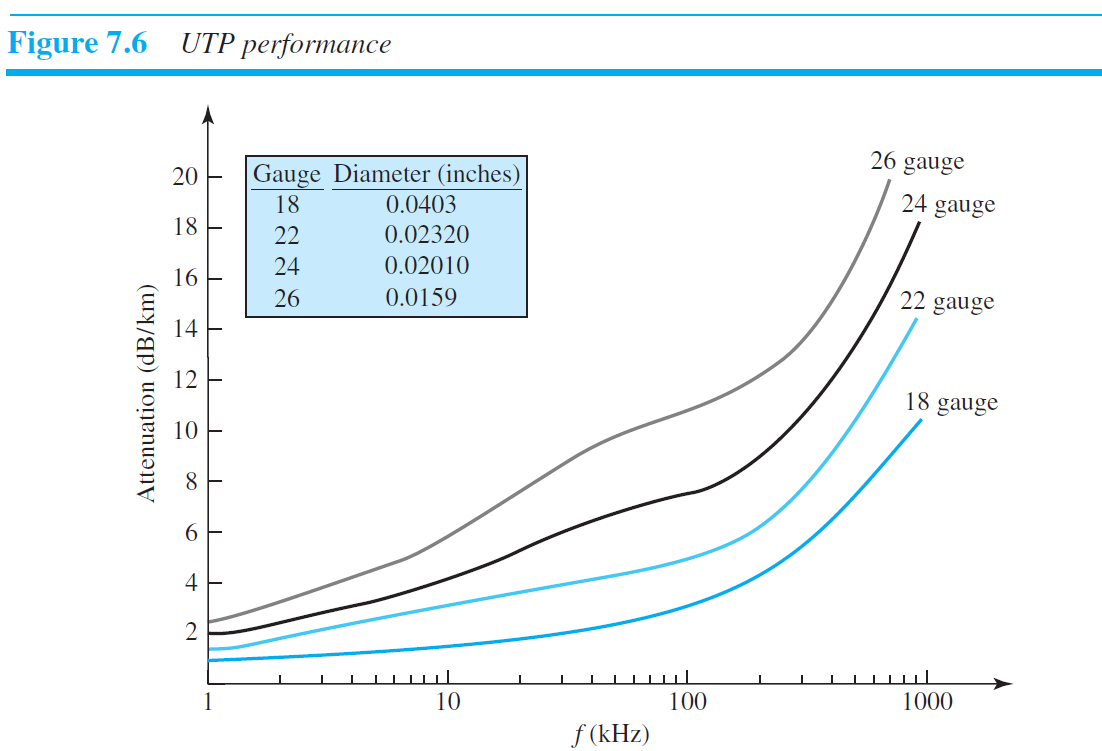 Figure 7.6 UTP performance
Gauge Diameter (inches)
18 0.0403
22 0.02320
24 0.02010
26 0.0159
26 gauge
24 gauge
22 gauge
18 gauge
Attenuation (dB/km)
20
18
16
14
12
10
8
6
4
2
1 10 100 1000
f (kHz)